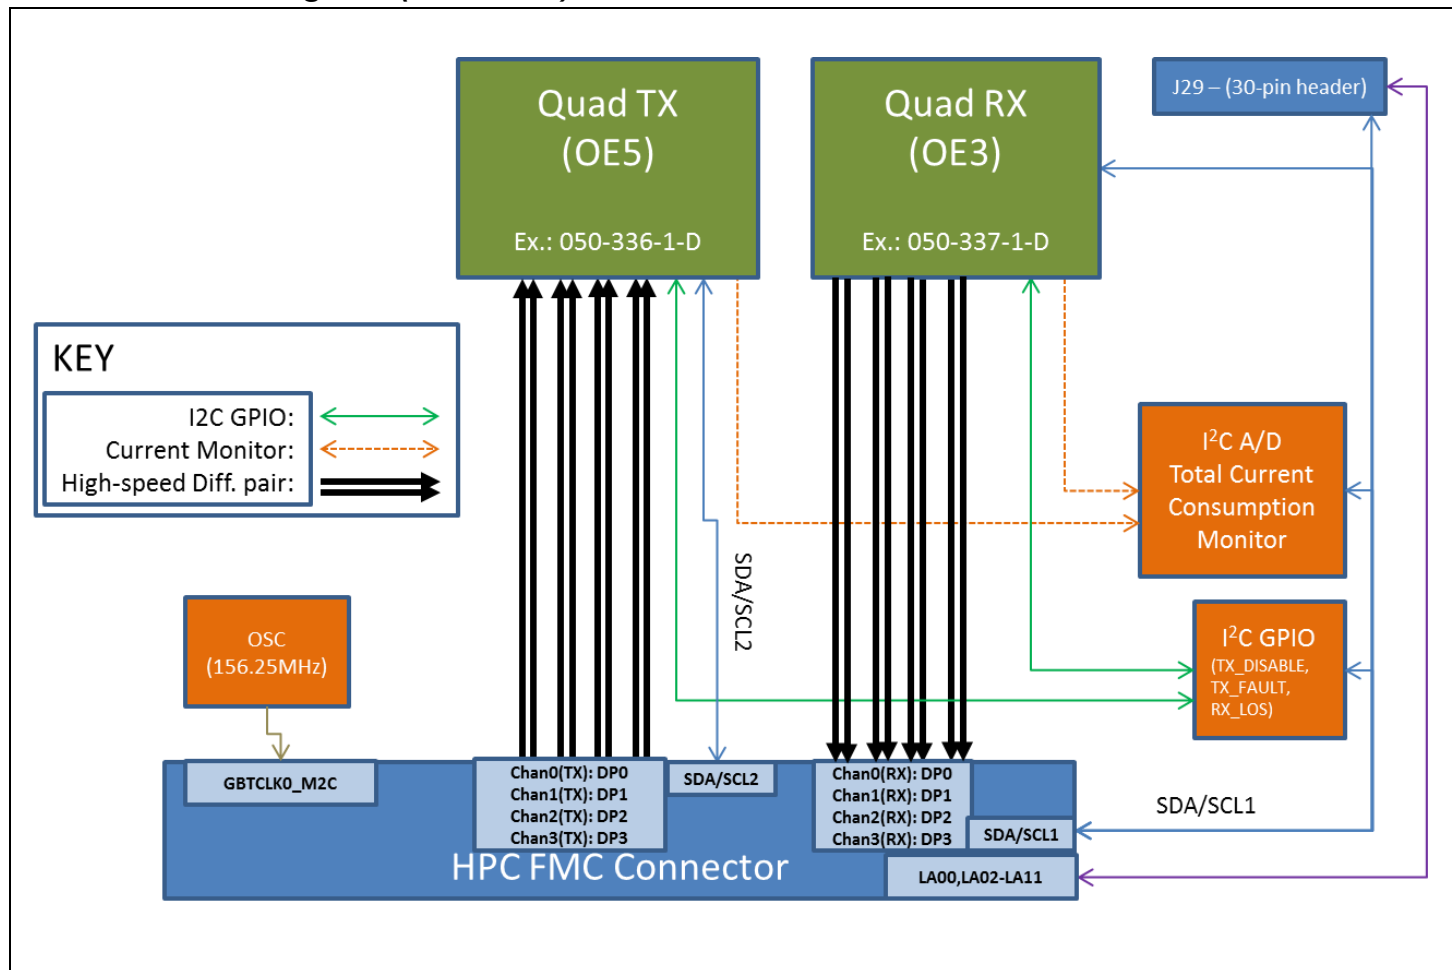 Quad TX
(OE5)
Ex.: 050-336-1-D
Quad RX
(OE3)
Ex.: 050-337-1-D
J29 – (30-pin header)
KEY
I2C GPIO:
Current Monitor:
High-speed Diff. pair:
I²C A/D
Total Current
Consumption
Monitor
SDA/SCL2
OSC
(156.25MHz)
I²C GPIO
(TX_DISABLE,
TX_FAULT,
RX_LOS)
GBTCLK0_M2C
Chan0(TX): DP0
Chan1(TX): DP1
Chan2(TX): DP2
Chan3(TX): DP3
SDA/SCL2
Chan0(RX): DP0
Chan1(RX): DP1
Chan2(RX): DP2
Chan3(RX): DP3
SDA/SCL1
SDA/SCL1
HPC FMC Connector
LA00,LA02-LA11